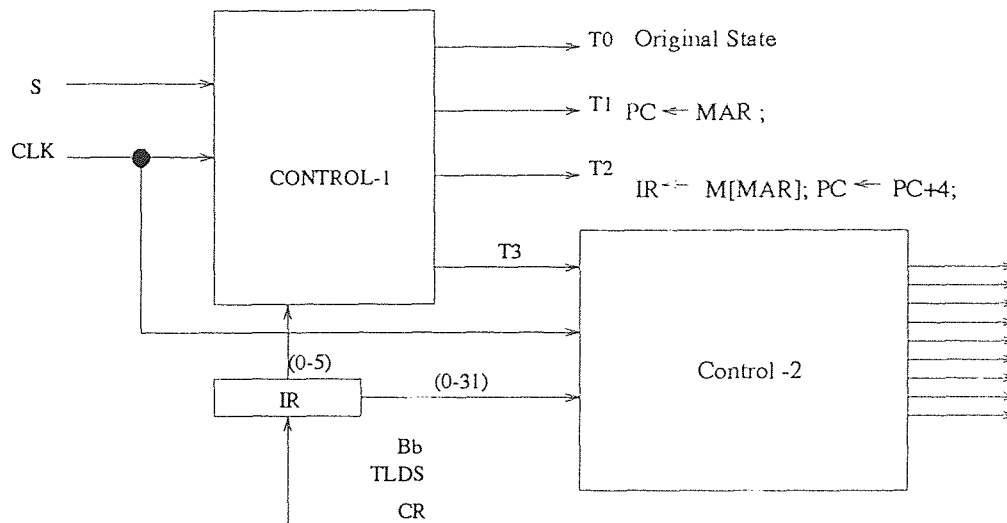 T0 Original State
S
T1 PC ← MAR ;
CLK
T2
CONTROL-1
IR ← M[MAR]; PC ← PC+4;
T3
(0-5)
(0-31)
Control -2
IR
Bb
TLDS
CR